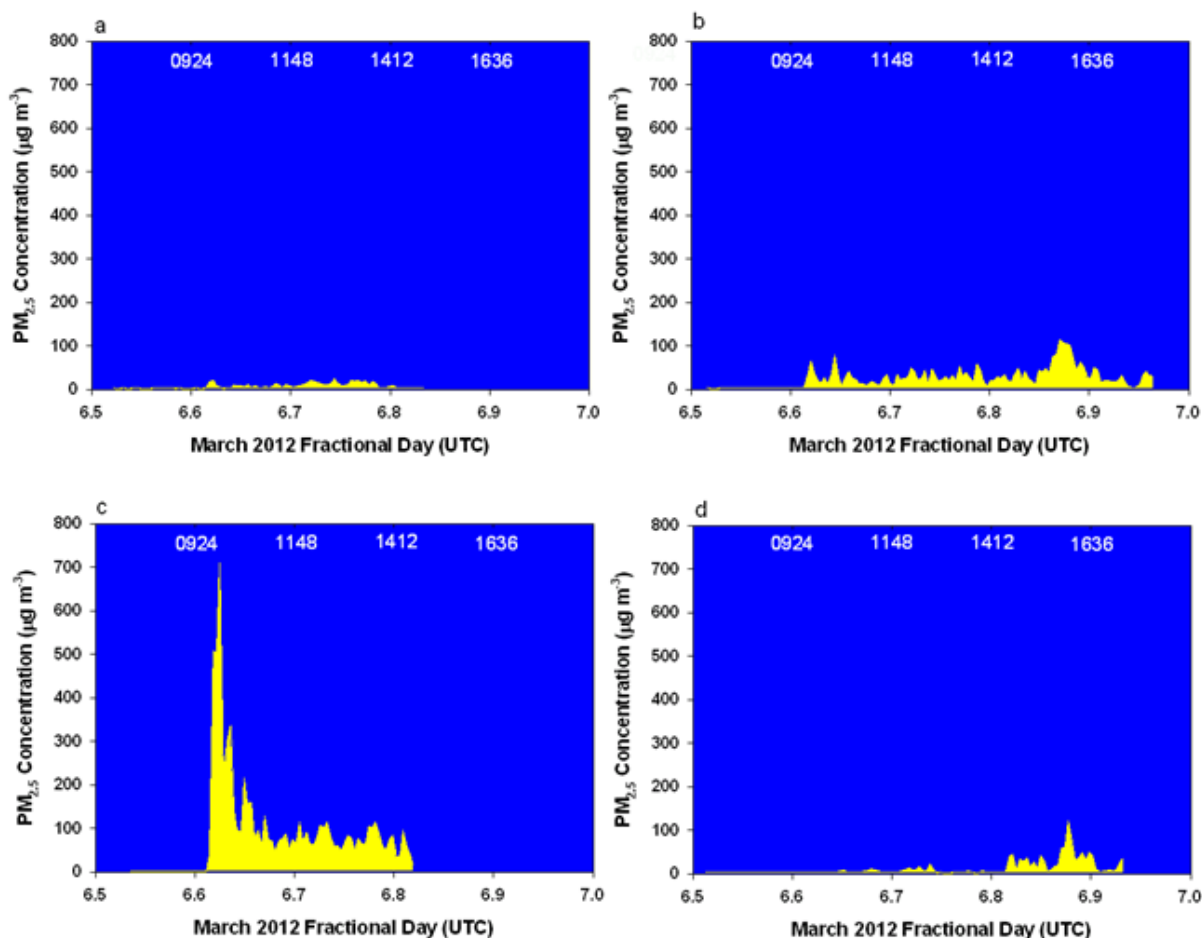 a
800
700
600
500
400
300
200
100
0
0924 1148 1412 1636
PM2.5 Concentration (µg m-3)
6.5 6.6 6.7 6.8 6.9 7.0
March 2012 Fractional Day (UTC)
b
800
700
600
500
400
300
200
100
0
0924 1148 1412 1636
PM2.5 Concentration (µg m-3)
6.5 6.6 6.7 6.8 6.9 7.0
March 2012 Fractional Day (UTC)
c
800
700
600
500
400
300
200
100
0
0924 1148 1412 1636
PM2.5 Concentration (µg m-3)
6.5 6.6 6.7 6.8 6.9 7.0
March 2012 Fractional Day (UTC)
d
800
700
600
500
400
300
200
100
0
0924 1148 1412 1636
PM2.5 Concentration (µg m-3)
6.5 6.6 6.7 6.8 6.9 7.0
March 2012 Fractional Day (UTC)